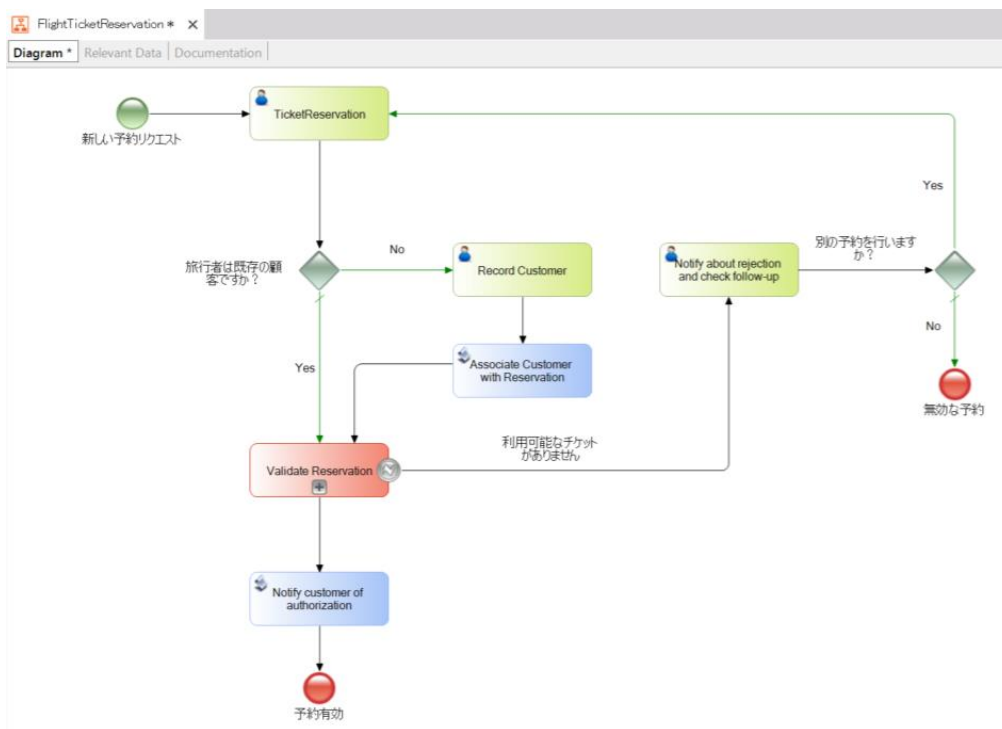 FlightTicketReservation *
Diagram * Relevant Data Documentation
TicketReservation
新しい予約リクエスト
Yes
旅行者は既存の顧
客ですか？
No
Record Customer
Notify about rejection
and check follow-up
別の予約を行います
か？
No
Associate Customer
with Reservation
Yes
無効な予約
利用可能なチケット
がありません
Validate Reservation
Notify customer of
authorization
予約有効